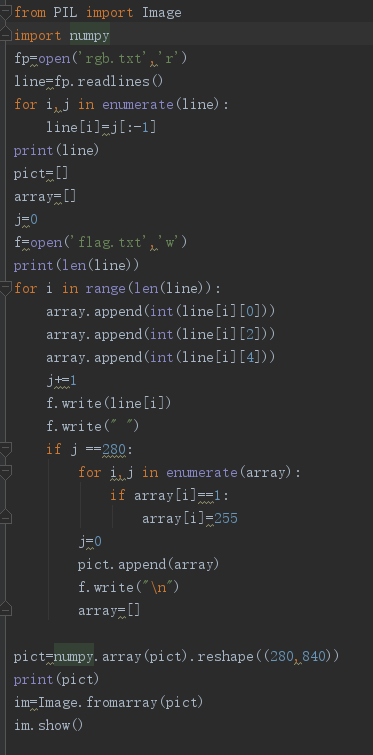 from PIL import Image
import numpy
fp=open('rgb.txt','r')
line=fp.readlines()
for i,j in enumerate(line):
    line[i]=j[:-1]
print(line)
pict=[]
array=[]
j=0
f=open('flag.txt','w')
print(len(line))
for i in range(len(line)):
    array.append(int(line[i][0]))
    array.append(int(line[i][2]))
    array.append(int(line[i][4]))
    j+=1
    f.write(line[i])
    f.write(" ")
    if j ==280:
        for i,j in enumerate(array):
            if array[i]==1:
                array[i]=255
        j=0
        pict.append(array)
        f.write("\n")
        array=[]
pict=numpy.array(pict).reshape((280,840))
print(pict)
im=Image.fromarray(pict)
im.show()